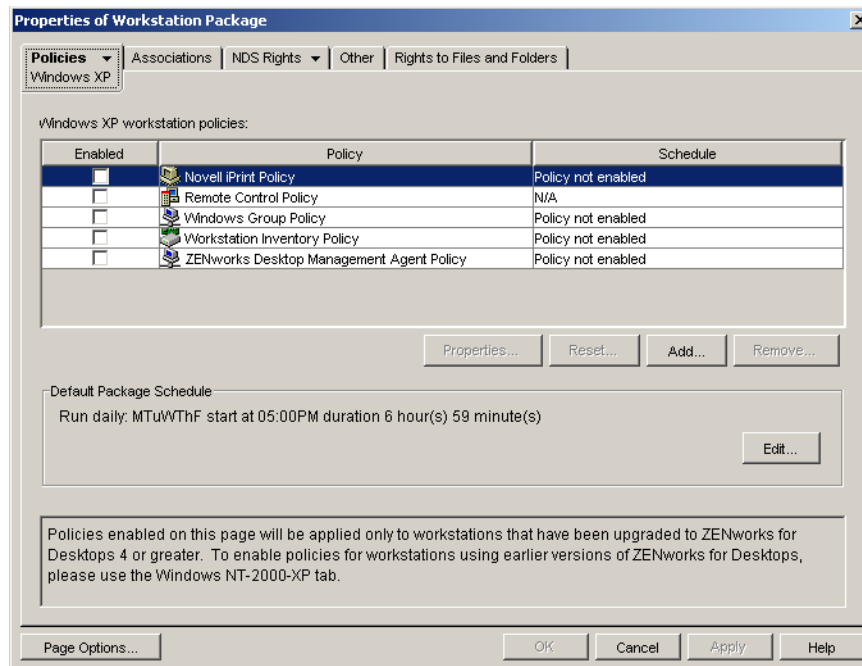 Properties of Workstation Package
Policies Associations NDS Rights Other Rights to Files and Folders
Windows XP
Windows XP workstation policies:
Enabled Policy Schedule
Novell iPrint Policy Policy not enabled
Remote Control Policy N/A
Windows Group Policy Policy not enabled
Workstation Inventory Policy Policy not enabled
ZENworks Desktop Management Agent Policy Policy not enabled
Properties... Reset... Add... Remove...
Default Package Schedule
Run daily: MTuWThF start at 05:00PM duration 6 hour(s) 59 minute(s)
Edit...
Policies enabled on this page will be applied only to workstations that have been upgraded to ZENworks for
Desktops 4 or greater. To enable policies for workstations using earlier versions of ZENworks for Desktops,
please use the Windows NT-2000-XP tab.
Page Options... OK Cancel Apply Help